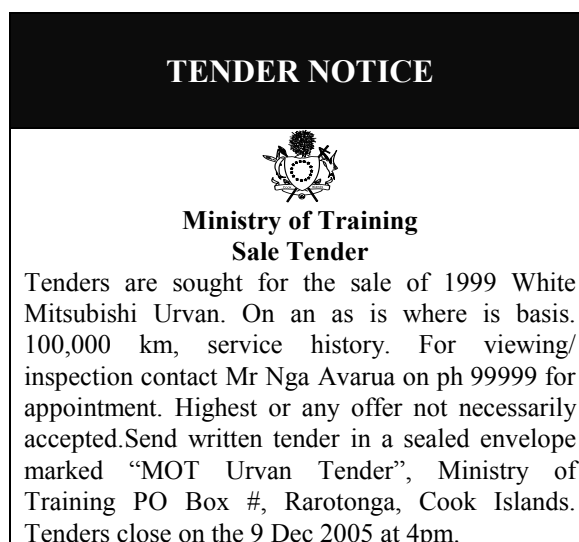 TENDER NOTICE
Ministry of Training
Sale Tender
Tenders are sought for the sale of 1999 White
Mitsubishi Urvan. On an as is where is basis.
100,000 km, service history. For viewing/
inspection contact Mr Nga Avarua on ph 99999 for
appointment. Highest or any offer not necessarily
accepted.Send written tender in a sealed envelope
marked “MOT Urvan Tender”, Ministry of
Training PO Box #, Rarotonga, Cook Islands.
Tenders close on the 9 Dec 2005 at 4pm.